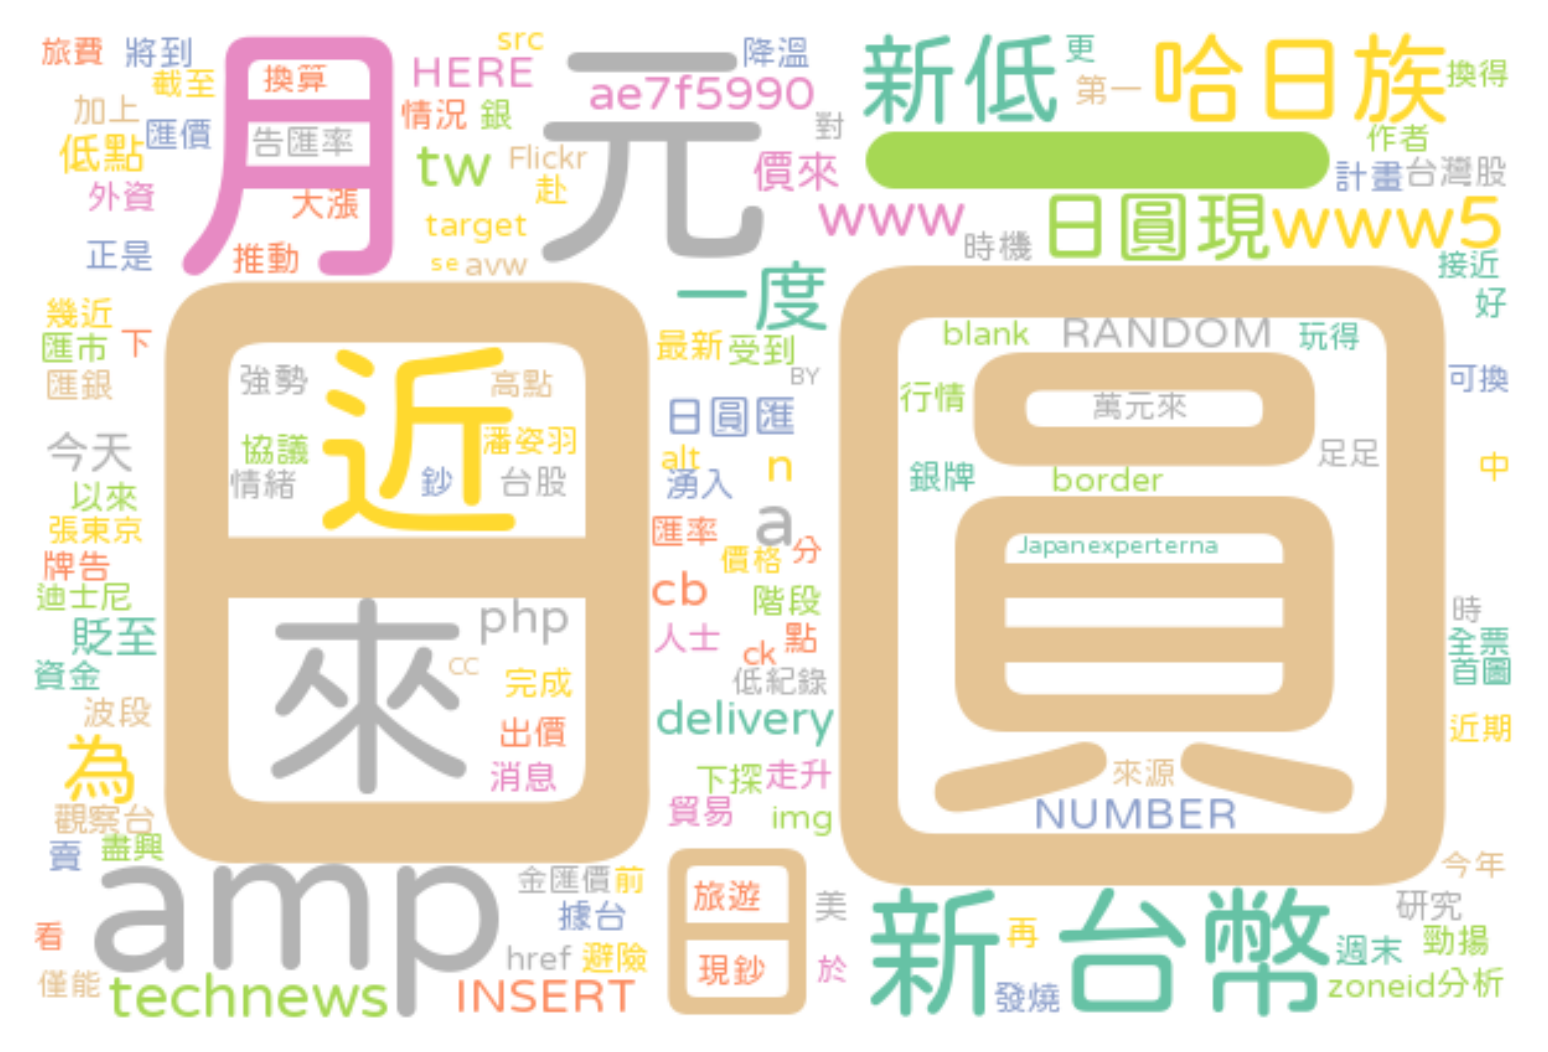 旅費 將到 月 換算 HERE src 元 降溫 新低 更 哈日族 換得
截至 ae7f5990 第一
加上 匯價 告匯率 情況 銀 對 一 作者
低點 tw Flickr 價來 計畫 台灣股
外資 大漲 赴 www 日圓現 www5
正是 推動 target 時機 接近
se avw 一度 好
幾近 日圓 blank RANDOM 玩得
匯市 下 近 最新 受到
匯銀 強勢 高點 BY 行情 萬元來 可換
今天 協議 潘姿羽 日圓匯 足足
情緒 鈔 台股 alt n 銀牌 border 中
以來 湧入
張東京 匯率 a
牌告 價格 分 Japanexperterna
迪士尼 來 php cb 階段 時
貶至 人士 點 全票
資金 cc 完成 ck 低紀錄 首圖
波段 出價 delivery 近期
為 消息 下探 走升 來源
觀察台 貿易 img NUMBER
賣 盡興 amp 金匯價 前 日 旅遊 美 新台幣 今年
看 據台 再 研究
href 避險 現鈔 於 週末 勁揚
僅能 technews INSERT 發燒 zoneid 分析